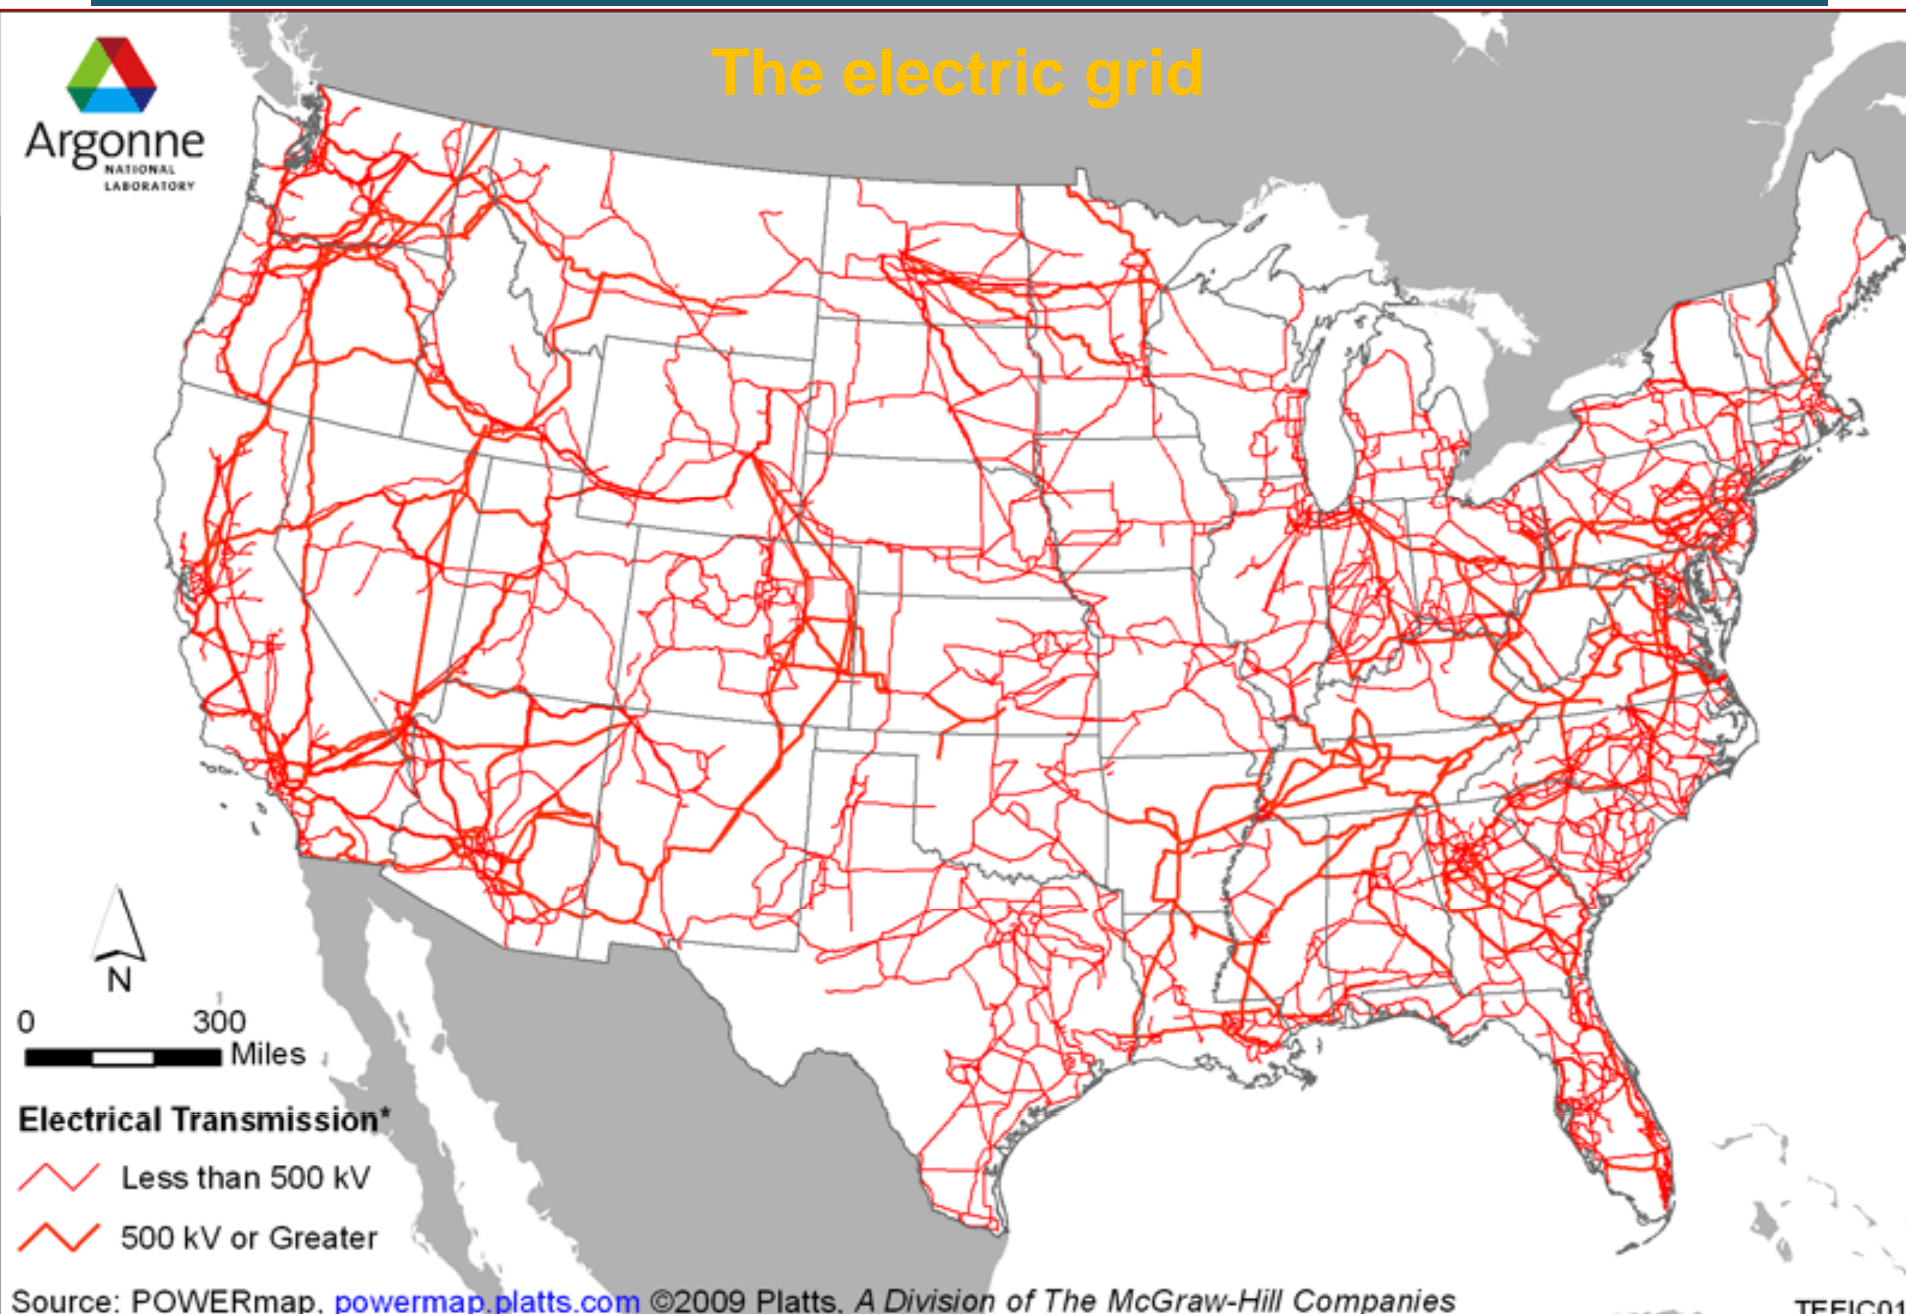 The electric grid
Argonne
NATIONAL
LABORATORY
N
0 300
Miles
Electrical Transmission*
Less than 500 kV
500 kV or Greater
Source: POWERmap, powermap.platts.com ©2009 Platts, A Division of The McGraw-Hill Companies